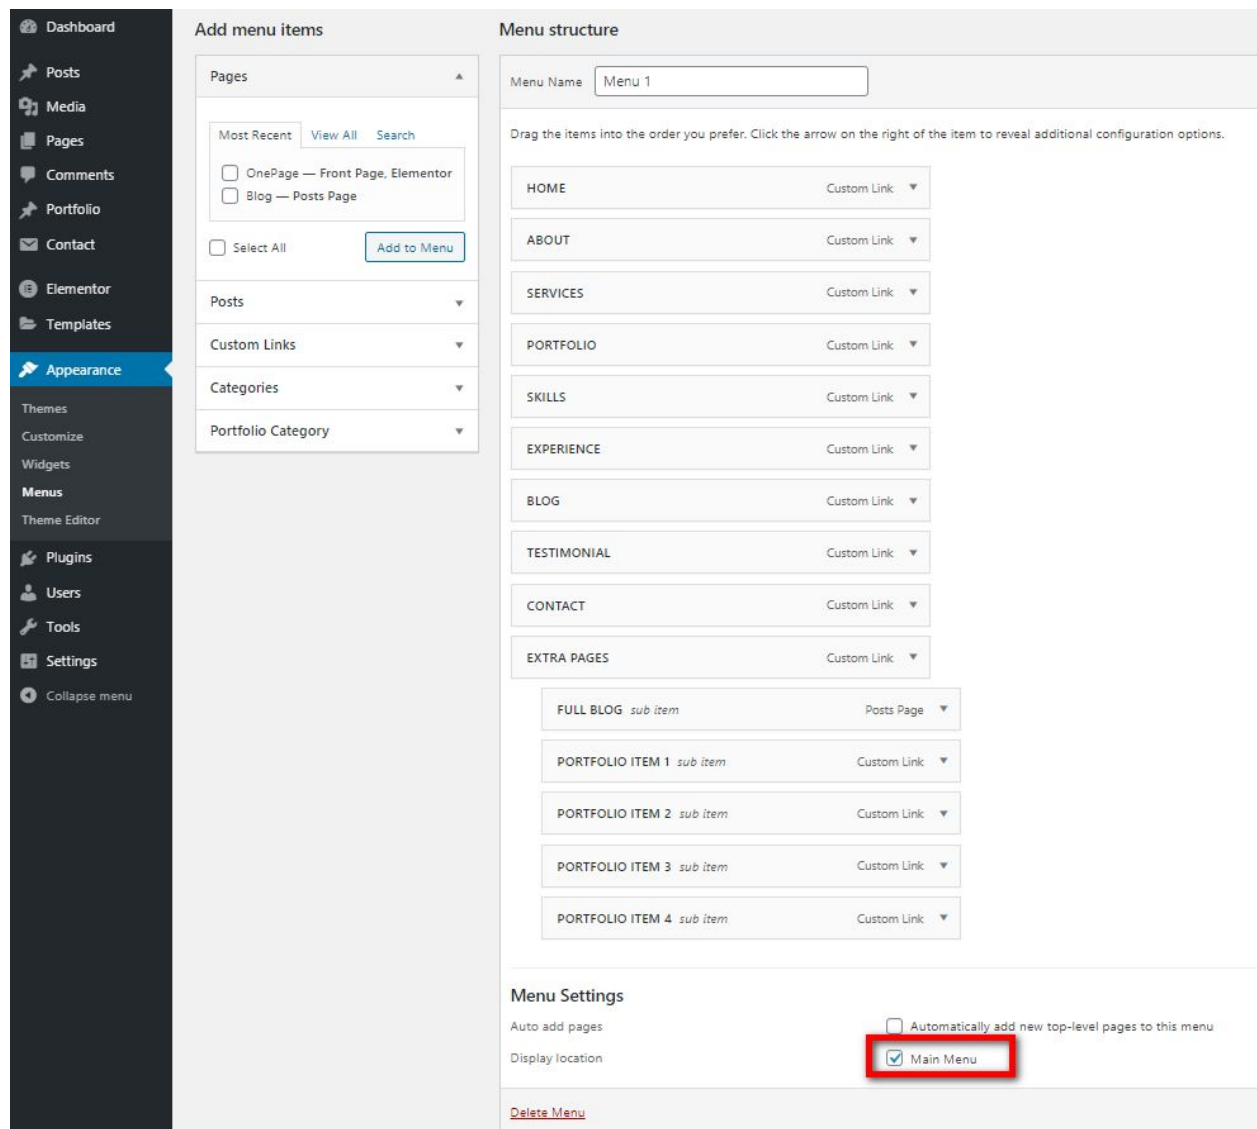 Dashboard
Posts
Media
Pages
Comments
Portfolio
Contact
Elementor
Templates
Appearance
Themes
Customize
Widgets
Menus
Theme Editor
Plugins
Users
Tools
Settings
Collapse menu
Add menu items
Pages
Most Recent View All Search
OnePage — Front Page, Elementor
Blog — Posts Page
Select All Add to Menu
Posts
Custom Links
Categories
Portfolio Category
Menu structure
Menu Name Menu 1
Drag the items into the order you prefer. Click the arrow on the right of the item to reveal additional configuration options.
HOME Custom Link
ABOUT Custom Link
SERVICES Custom Link
PORTFOLIO Custom Link
SKILLS Custom Link
EXPERIENCE Custom Link
BLOG Custom Link
TESTIMONIAL Custom Link
CONTACT Custom Link
EXTRA PAGES Custom Link
FULL BLOG sub item Posts Page
PORTFOLIO ITEM 1 sub item Custom Link
PORTFOLIO ITEM 2 sub item Custom Link
PORTFOLIO ITEM 3 sub item Custom Link
PORTFOLIO ITEM 4 sub item Custom Link
Menu Settings
Auto add pages Automatically add new top-level pages to this menu
Display location Main Menu
Delete Menu